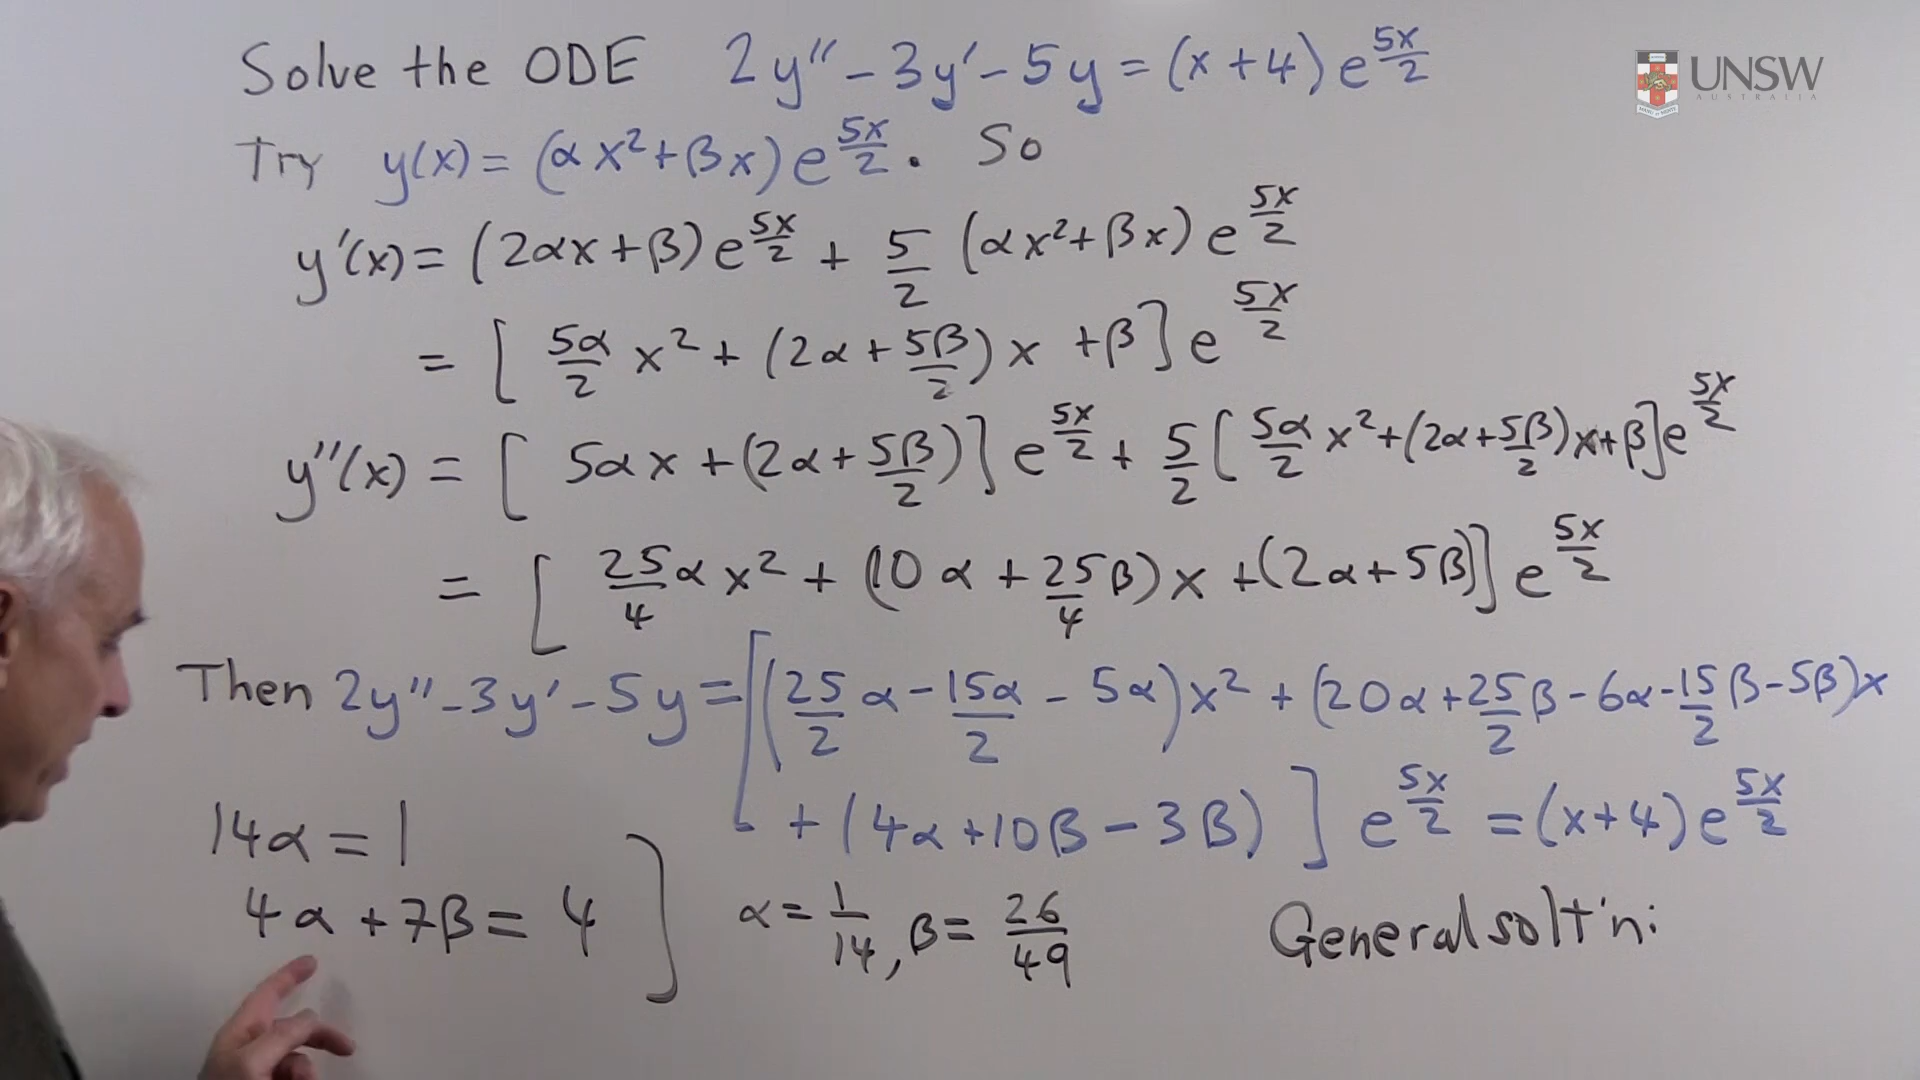 Solve the ODE 2y'' - 3y' - 5y = (x+4) e^{5x/2}
UNSW
AUSTRALIA
Try y(x) = (αx² + βx) e^{5x/2}. So
y'(x) = (2αx + β) e^{5x/2} + 5/2 (αx² + βx) e^{5x/2}
= [ 5α/2 x² + (2α + 5β/2) x + β ] e^{5x/2}
y''(x) = [ 5αx + (2α + 5β/2) ] e^{5x/2} + 5/2 [ 5α/2 x² + (2α + 5β/2) x + β ] e^{5x/2}
= [ 25/4 α x² + (10α + 25/4 β) x + (2α + 5β) ] e^{5x/2}
Then 2y'' - 3y' - 5y = [ (25/2 α - 15α/2 - 5α) x² + (20α + 25/2 β - 6α - 15/2 β - 5β) x
+ (4α + 10β - 3β) ] e^{5x/2} = (x+4) e^{5x/2}
14α = 1
4α + 7β = 4 ] α = 1/14, β = 26/49 General solt'n: